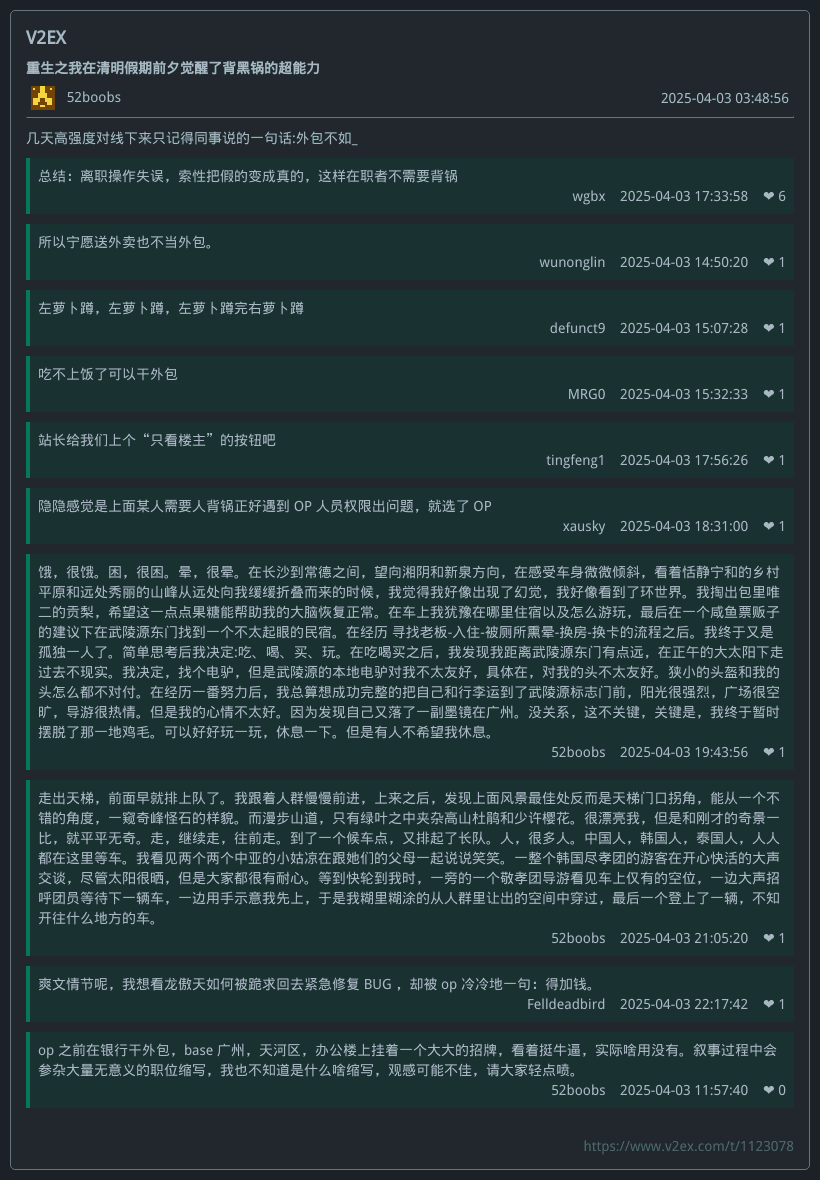 V2EX
重生之我在清明假期前夕觉醒了背黑锅的超能力
52boobs 2025-04-03 03:48:56
几天高强度对线下来只记得同事说的一句话:外包不如_
总结：离职操作失误，索性把假的变成真的，这样在职者不需要背锅
wgbx 2025-04-03 17:33:58 ❤ 6
所以宁愿送外卖也不当外包。
wunonglin 2025-04-03 14:50:20 ❤ 1
左萝卜蹲，左萝卜蹲，左萝卜蹲完右萝卜蹲
defunct9 2025-04-03 15:07:28 ❤ 1
吃不上饭了可以干外包
MRG0 2025-04-03 15:32:33 ❤ 1
站长给我们上个“只看楼主”的按钮吧
tingfeng1 2025-04-03 17:56:26 ❤ 1
隐隐感觉是上面某人需要人背锅正好遇到 OP 人员权限出问题，就选了 OP
xausky 2025-04-03 18:31:00 ❤ 1
饿，很饿。困，很困。晕，很晕。在长沙到常德之间，望向湘阴和新泉方向，在感受车身微微倾斜，看着恬静宁和的乡村
平原和远处秀丽的山峰从远处向我缓缓折叠而来的时候，我觉得我好像出现了幻觉，我好像看到了环世界。我掏出包里唯
二的贡梨，希望这一点点果糖能帮助我的大脑恢复正常。在车上我犹豫在哪里住宿以及怎么游玩，最后在一个咸鱼票贩子
的建议下在武陵源东门找到一个不太起眼的民宿。在经历 寻找老板-入住-被厕所熏晕-换房-换卡的流程之后。我终于又是
孤独一人了。简单思考后我决定:吃、喝、买、玩。在吃喝买之后，我发现我距离武陵源东门有点远，在正午的大太阳下走
过去不现实。我决定，找个电驴，但是武陵源的本地电驴对我不太友好，具体在，对我的头不太友好。狭小的头盔和我的
头怎么都不对付。在经历一番努力后，我总算想成功完整的把自己和行李运到了武陵源标志门前，阳光很强烈，广场很空
旷，导游很热情。但是我的心情不太好。因为发现自己又落了一副墨镜在广州。没关系，这不关键，关键是，我终于暂时
摆脱了那一地鸡毛。可以好好玩一玩，休息一下。但是有人不希望我休息。
52boobs 2025-04-03 19:43:56 ❤ 1
走出天梯，前面早就排上队了。我跟着人群慢慢前进，上来之后，发现上面风景最佳处反而是天梯门口拐角，能从一个不
错的角度，一窥奇峰怪石的样貌。而漫步山道，只有绿叶之中夹杂高山杜鹃和少许樱花。很漂亮我，但是和刚才的奇景一
比，就平平无奇。走，继续走，往前走。到了一个候车点，又排起了长队。人，很多人。中国人，韩国人，泰国人，人人
都在这里等车。我看见两个两个中亚的小姑凉在跟她们的父母一起说说笑笑。一整个韩国尽孝团的游客在开心快活的大声
交谈，尽管太阳很晒，但是大家都很有耐心。等到快轮到我时，一旁的一个敬孝团导游看见车上仅有的空位，一边大声招
呼团员等待下一辆车，一边用手示意我先上，于是我糊里糊涂的从人群里让出的空间中穿过，最后一个登上了一辆，不知
开往什么地方的车。
52boobs 2025-04-03 21:05:20 ❤ 1
爽文情节呢，我想看龙傲天如何被跪求回去紧急修复 BUG ，却被 op 冷冷地一句：得加钱。
Felldeadbird 2025-04-03 22:17:42 ❤ 1
op 之前在银行干外包，base 广州，天河区，办公楼上挂着一个大大的招牌，看着挺牛逼，实际啥用没有。叙事过程中会
参杂大量无意义的职位缩写，我也不知道是什么啥缩写，观感可能不佳，请大家轻点喷。
52boobs 2025-04-03 11:57:40 ❤ 0
https://www.v2ex.com/t/1123078